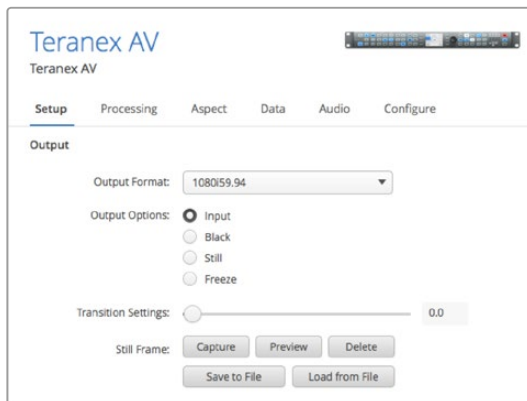 Teranex AV
Teranex AV
Setup Processing Aspect Data Audio Configure
Output
Output Format: 1080i59.94
Output Options: Input
Black
Still
Freeze
Transition Settings: 0.0
Still Frame: Capture Preview Delete
Save to File Load from File